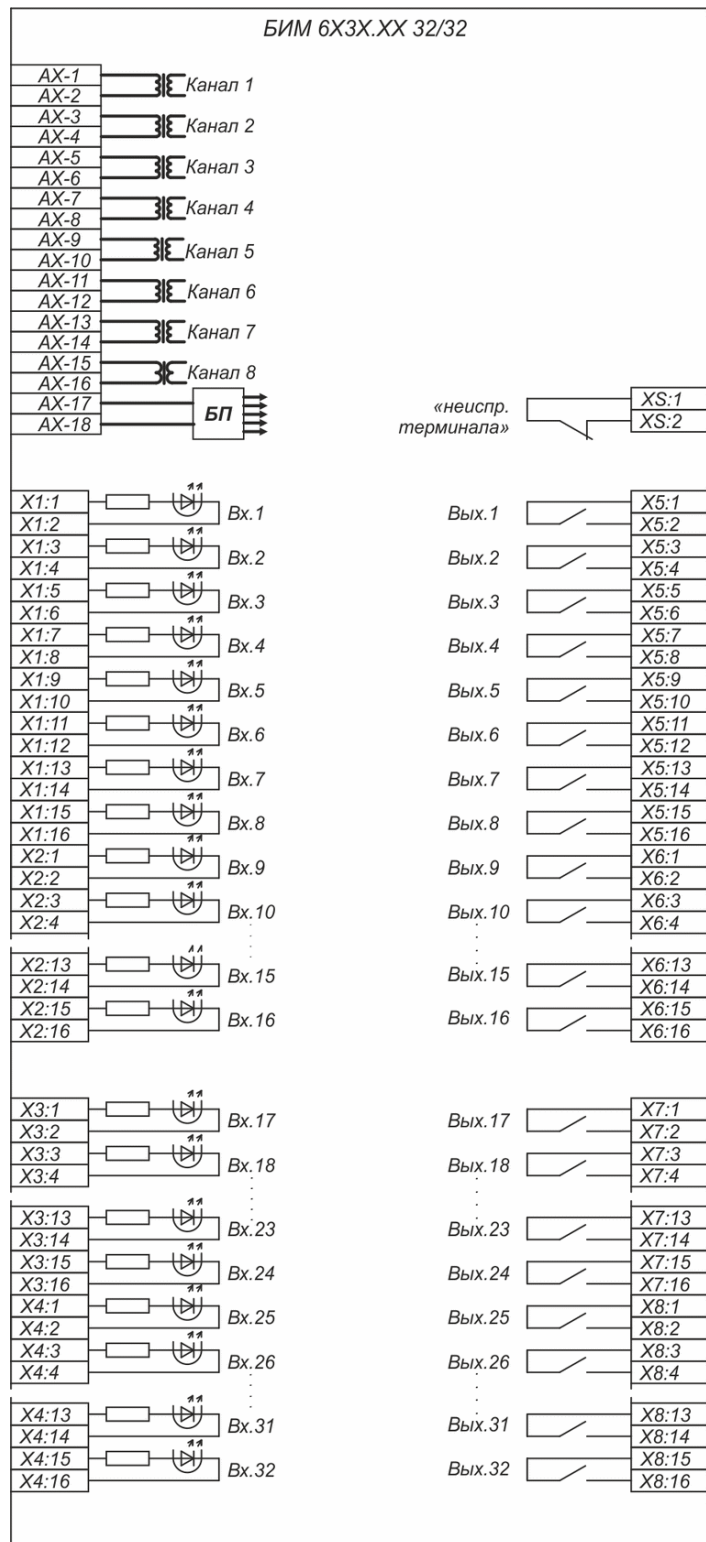 БИМ 6Х3Х.ХХ 32/32
АХ-1
АХ-2
Канал 1
АХ-3
АХ-4
Канал 2
АХ-5
АХ-6
Канал 3
АХ-7
АХ-8
Канал 4
АХ-9
АХ-10
Канал 5
АХ-11
АХ-12
Канал 6
АХ-13
АХ-14
Канал 7
АХ-15
АХ-16
Канал 8
АХ-17
АХ-18
БП
«неиспр.
терминала»
XS:1
XS:2
X1:1
X1:2
Вх.1
Вых.1
X5:1
X5:2
X1:3
X1:4
Вх.2
Вых.2
X5:3
X5:4
X1:5
X1:6
Вх.3
Вых.3
X5:5
X5:6
X1:7
X1:8
Вх.4
Вых.4
X5:7
X5:8
X1:9
X1:10
Вх.5
Вых.5
X5:9
X5:10
X1:11
X1:12
Вх.6
Вых.6
X5:11
X5:12
X1:13
X1:14
Вх.7
Вых.7
X5:13
X5:14
X1:15
X1:16
Вх.8
Вых.8
X5:15
X5:16
X2:1
X2:2
Вх.9
Вых.9
X6:1
X6:2
X2:3
X2:4
Вх.10
Вых.10
X6:3
X6:4
X2:13
X2:14
Вх.15
Вых.15
X6:13
X6:14
X2:15
X2:16
Вх.16
Вых.16
X6:15
X6:16
X3:1
X3:2
Вх.17
Вых.17
X7:1
X7:2
X3:3
X3:4
Вх.18
Вых.18
X7:3
X7:4
X3:13
X3:14
Вх.23
Вых.23
X7:13
X7:14
X3:15
X3:16
Вх.24
Вых.24
X7:15
X7:16
X4:1
X4:2
Вх.25
Вых.25
X8:1
X8:2
X4:3
X4:4
Вх.26
Вых.26
X8:3
X8:4
X4:13
X4:14
Вх.31
Вых.31
X8:13
X8:14
X4:15
X4:16
Вх.32
Вых.32
X8:15
X8:16